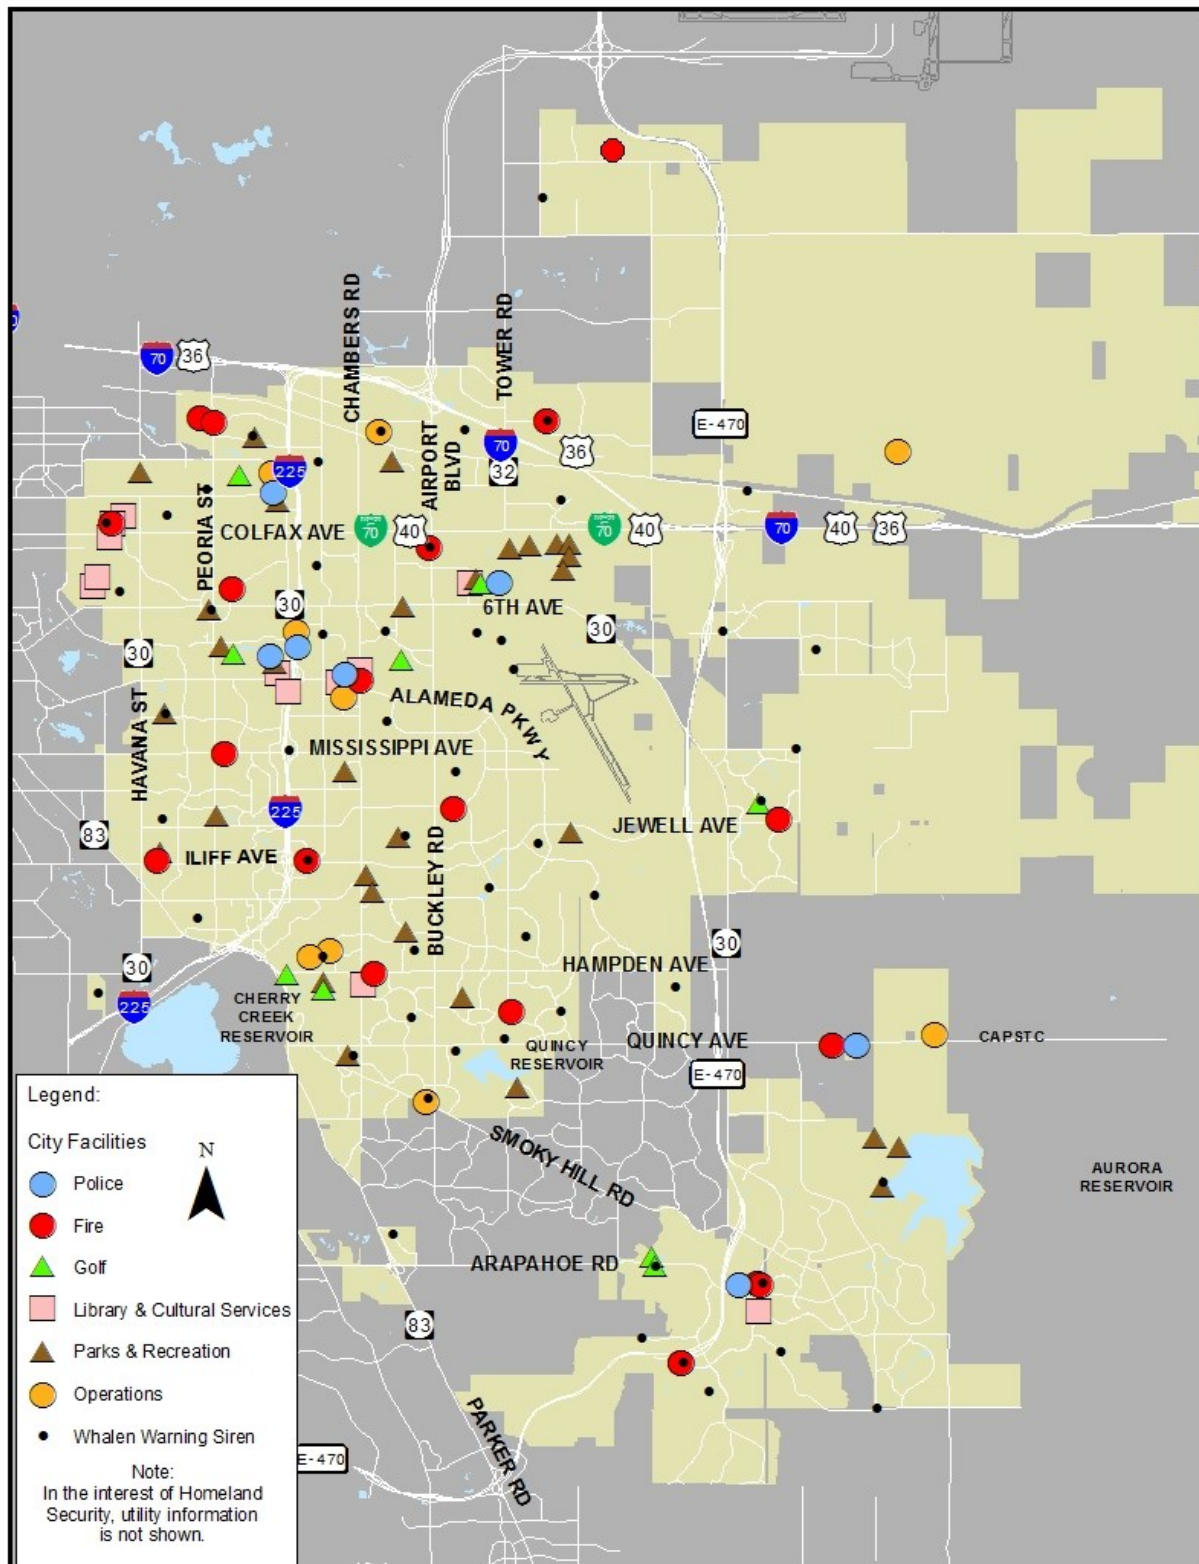 CHAMBERS RD
TOWER RD
70
36
AIRPORT
BLVD
70
36
E-470
32
225
PEORIA ST
COLFAX AVE
70
40
70
40
70
40
36
30
6TH AVE
30
30
HAVANA ST
ALAMEDA PKWY
MISSISSIPPI AVE
225
JEWELL AVE
83
ILIFF AVE
BUCKLEY RD
30
HAMPDEN AVE
30
225
CHERRY
CREEK
RESERVOIR
QUINCY
RESERVOIR
QUINCY AVE
CAPSTC
E-470
SMOKY HILL RD
AURORA
RESERVOIR
ARAPAHOE RD
83
PARKER RD
E-470
Legend:
City Facilities
N
Police
Fire
Golf
Library & Cultural Services
Parks & Recreation
Operations
Whalen Warning Siren
Note:
In the interest of Homeland
Security, utility information
is not shown.